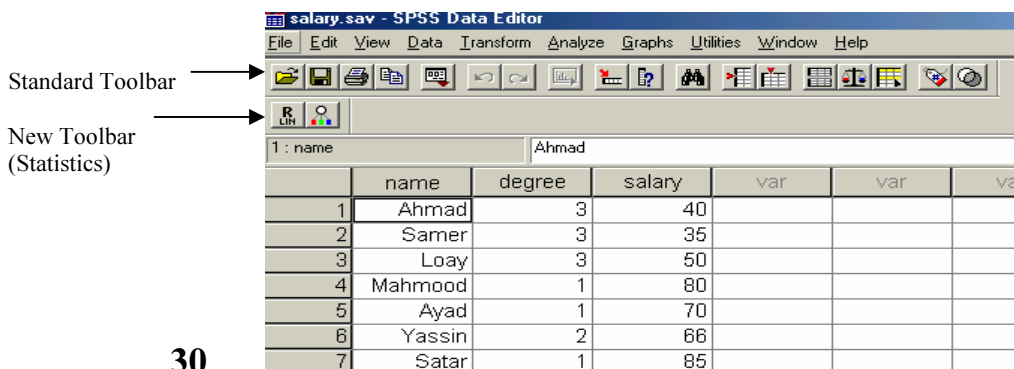 salary.sav - SPSS Data Editor
File Edit View Data Transform Analyze Graphs Utilities Window Help
Standard Toolbar
R LIN
New Toolbar
(Statistics)
1 : name Ahmad
name degree salary var var va
1 Ahmad 3 40
2 Samer 3 35
3 Loay 3 50
4 Mahmood 1 80
5 Ayad 1 70
6 Yassin 2 66
7 Satar 1 85
30